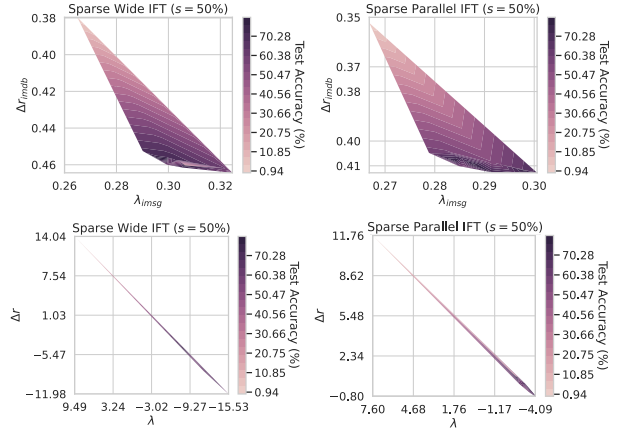 Sparse Wide IFT (s = 50%)
0.38
0.40
0.42
0.44
0.46
Δr_imdb
0.26 0.28 0.30 0.32
λ_imsg
70.28
60.38
50.47
40.57
30.66
20.75
10.85
0.94
Test Accuracy (%)
Sparse Parallel IFT (s = 50%)
0.35
0.37
0.38
0.40
0.41
Δr_imdb
0.27 0.28 0.29 0.30
λ_imsg
70.28
60.38
50.47
40.57
30.66
20.75
10.85
0.94
Test Accuracy (%)
Sparse Wide IFT (s = 50%)
14.04
7.54
1.03
−5.47
−11.98
Δr
9.49 3.24 −3.02 −9.27 −15.53
λ
70.28
60.38
50.47
40.57
30.66
20.75
10.85
0.94
Test Accuracy (%)
Sparse Parallel IFT (s = 50%)
11.76
8.62
5.48
2.34
−0.80
Δr
7.60 4.68 1.76 −1.17 −4.09
λ
70.28
60.38
50.47
40.57
30.66
20.75
10.85
0.94
Test Accuracy (%)